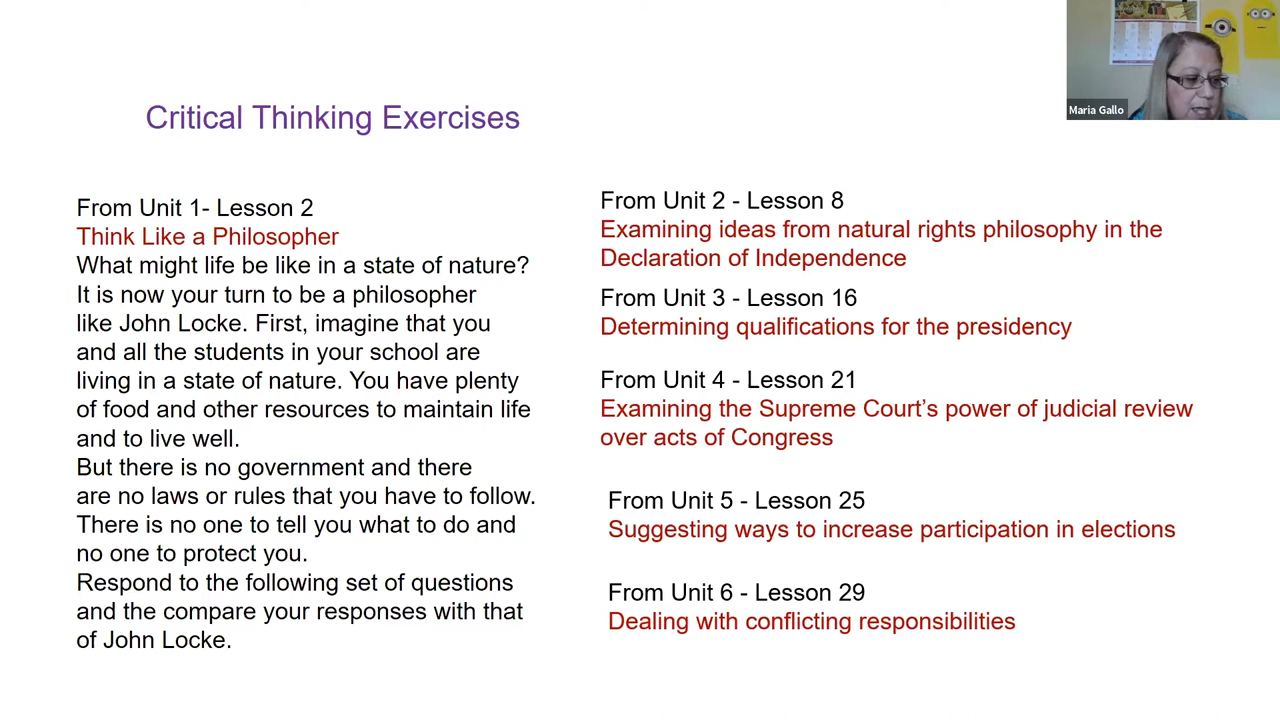 Critical Thinking Exercises
From Unit 1- Lesson 2
Think Like a Philosopher
What might life be like in a state of nature?
It is now your turn to be a philosopher
like John Locke. First, imagine that you
and all the students in your school are
living in a state of nature. You have plenty
of food and other resources to maintain life
and to live well.
But there is no government and there
are no laws or rules that you have to follow.
There is no one to tell you what to do and
no one to protect you.
Respond to the following set of questions
and the compare your responses with that
of John Locke.
From Unit 2 - Lesson 8
Examining ideas from natural rights philosophy in the
Declaration of Independence
From Unit 3 - Lesson 16
Determining qualifications for the presidency
From Unit 4 - Lesson 21
Examining the Supreme Court’s power of judicial review
over acts of Congress
From Unit 5 - Lesson 25
Suggesting ways to increase participation in elections
From Unit 6 - Lesson 29
Dealing with conflicting responsibilities
Maria Gallo